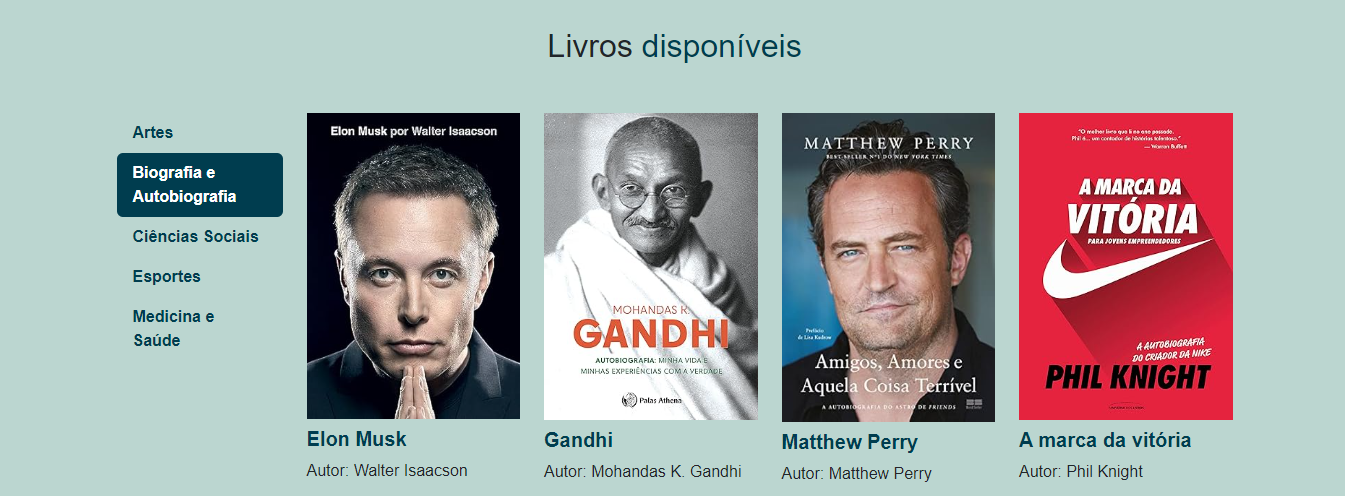 Livros disponíveis
Artes
Biografia e
Autobiografia
Ciências Sociais
Esportes
Medicina e
Saúde
Elon Musk por Walter Isaacson
Elon Musk
Autor: Walter Isaacson
MOHANDAS K.
GANDHI
AUTOBIOGRAFIA: MINHA VIDA E
MINHAS EXPERIÊNCIAS COM A VERDADE
Palas Athena
Gandhi
Autor: Mohandas K. Gandhi
MATTHEW PERRY
BEST-SELLER Nº1 DO NEW YORK TIMES
Prefácio
de Lisa Kudrow
Amigos, Amores e
Aquela Coisa Terrível
A AUTOBIOGRAFIA DO ASTRO DE FRIENDS
Matthew Perry
Autor: Matthew Perry
"O melhor livro que li no ano passado.
Phil é... um contador de histórias talentoso."
— Warren Buffett
A MARCA DA
VITÓRIA
PARA JOVENS EMPREENDEDORES
A AUTOBIOGRAFIA
DO CRIADOR DA NIKE
PHIL KNIGHT
A marca da vitória
Autor: Phil Knight